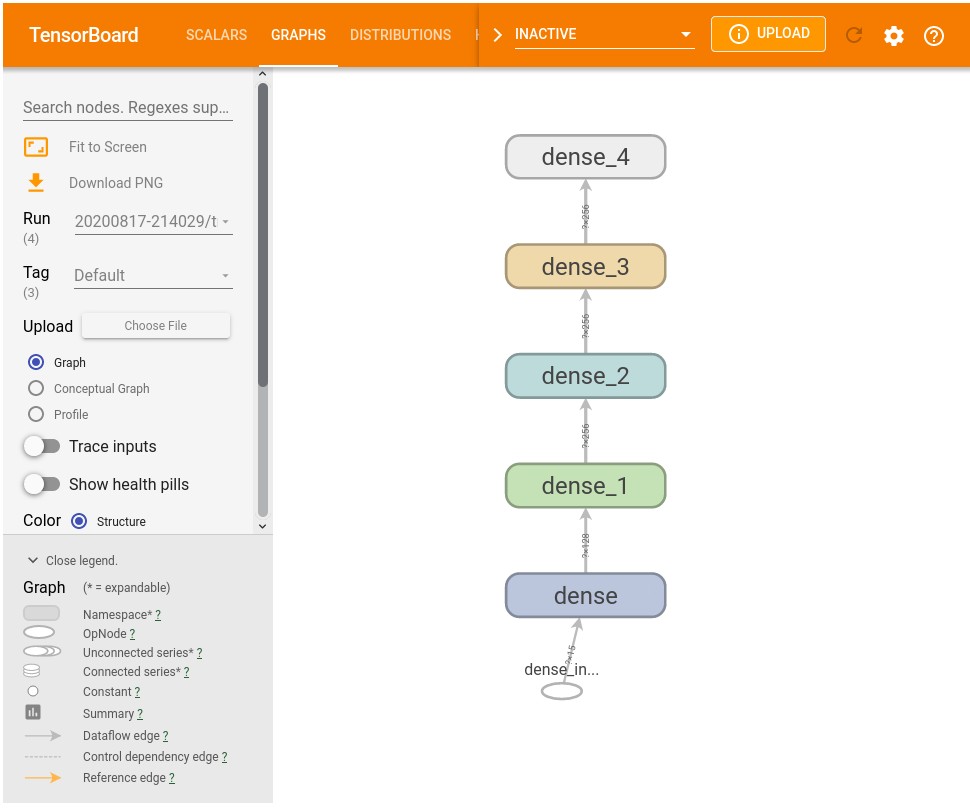 TensorBoard
SCALARS GRAPHS DISTRIBUTIONS
INACTIVE
UPLOAD
Search nodes. Regexes sup...
Fit to Screen
Download PNG
Run
(4)
20200817-214029/t
Tag
(3)
Default
Upload
Choose File
Graph
Conceptual Graph
Profile
Trace inputs
Show health pills
Color
Structure
Close legend.
Graph
(* = expandable)
Namespace* ?
OpNode ?
Unconnected series* ?
Connected series* ?
Constant ?
Summary ?
Dataflow edge ?
Control dependency edge ?
Reference edge ?
dense_4
?×256
dense_3
?×256
dense_2
?×256
dense_1
?×128
dense
?×15
dense_in...